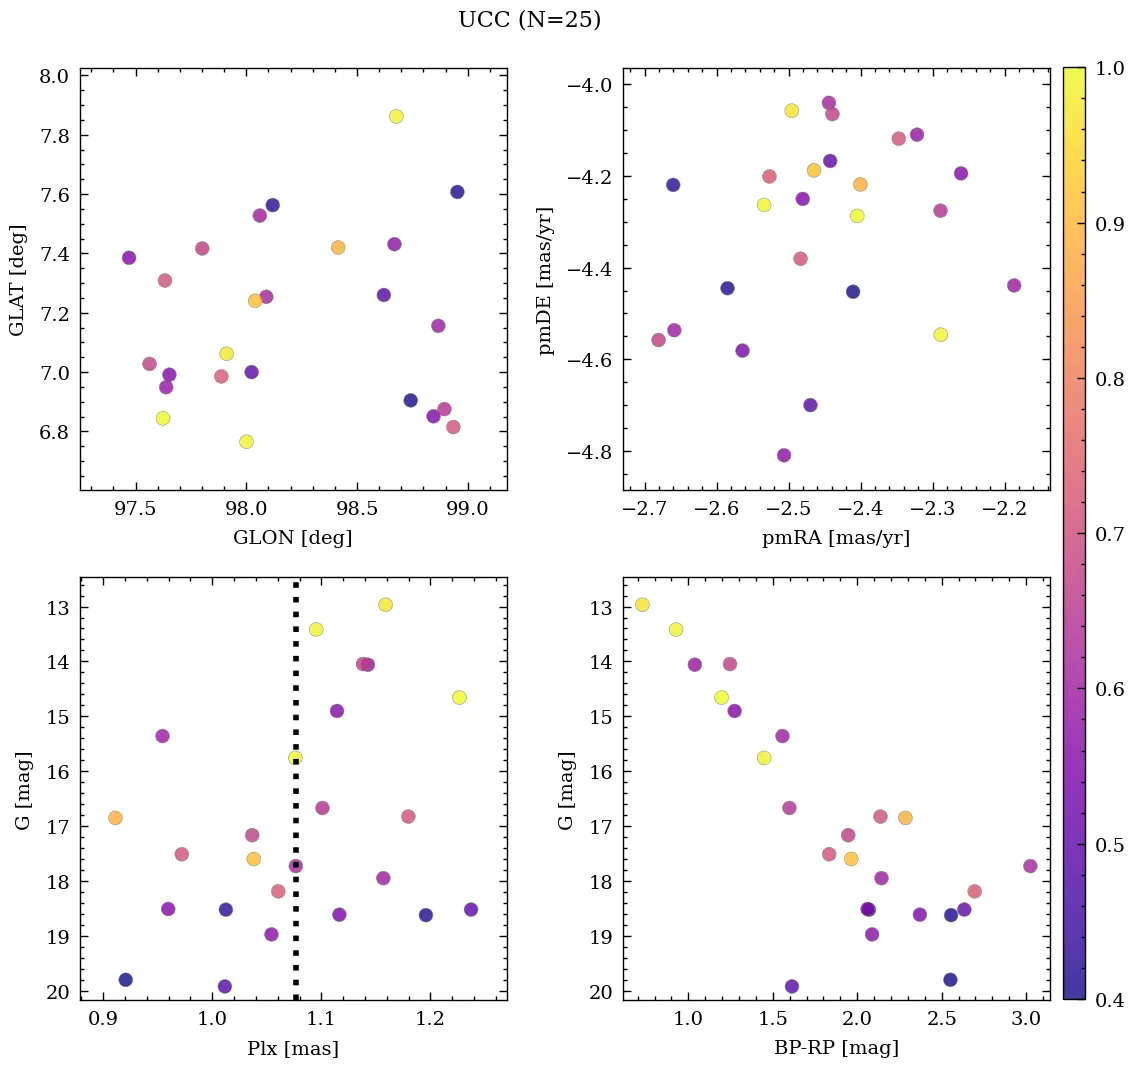 UCC (N=25)
8.0
7.8
7.6
7.4
7.2
7.0
6.8
GLAT [deg]
97.5 98.0 98.5 99.0
GLON [deg]
−4.0
−4.2
−4.4
−4.6
−4.8
pmDE [mas/yr]
−2.7 −2.6 −2.5 −2.4 −2.3 −2.2
pmRA [mas/yr]
1.0
0.9
0.8
0.7
0.6
0.5
0.4
13
14
15
16
17
18
19
20
G [mag]
0.9 1.0 1.1 1.2
Plx [mas]
13
14
15
16
17
18
19
20
G [mag]
1.0 1.5 2.0 2.5 3.0
BP-RP [mag]